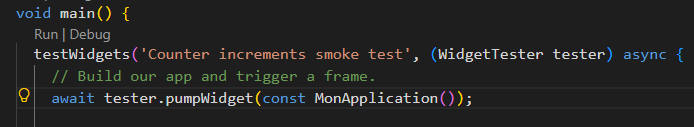 void main() {
Run | Debug
testWidgets('Counter increments smoke test', (WidgetTester tester) async {
// Build our app and trigger a frame.
await tester.pumpWidget(const MonApplication());